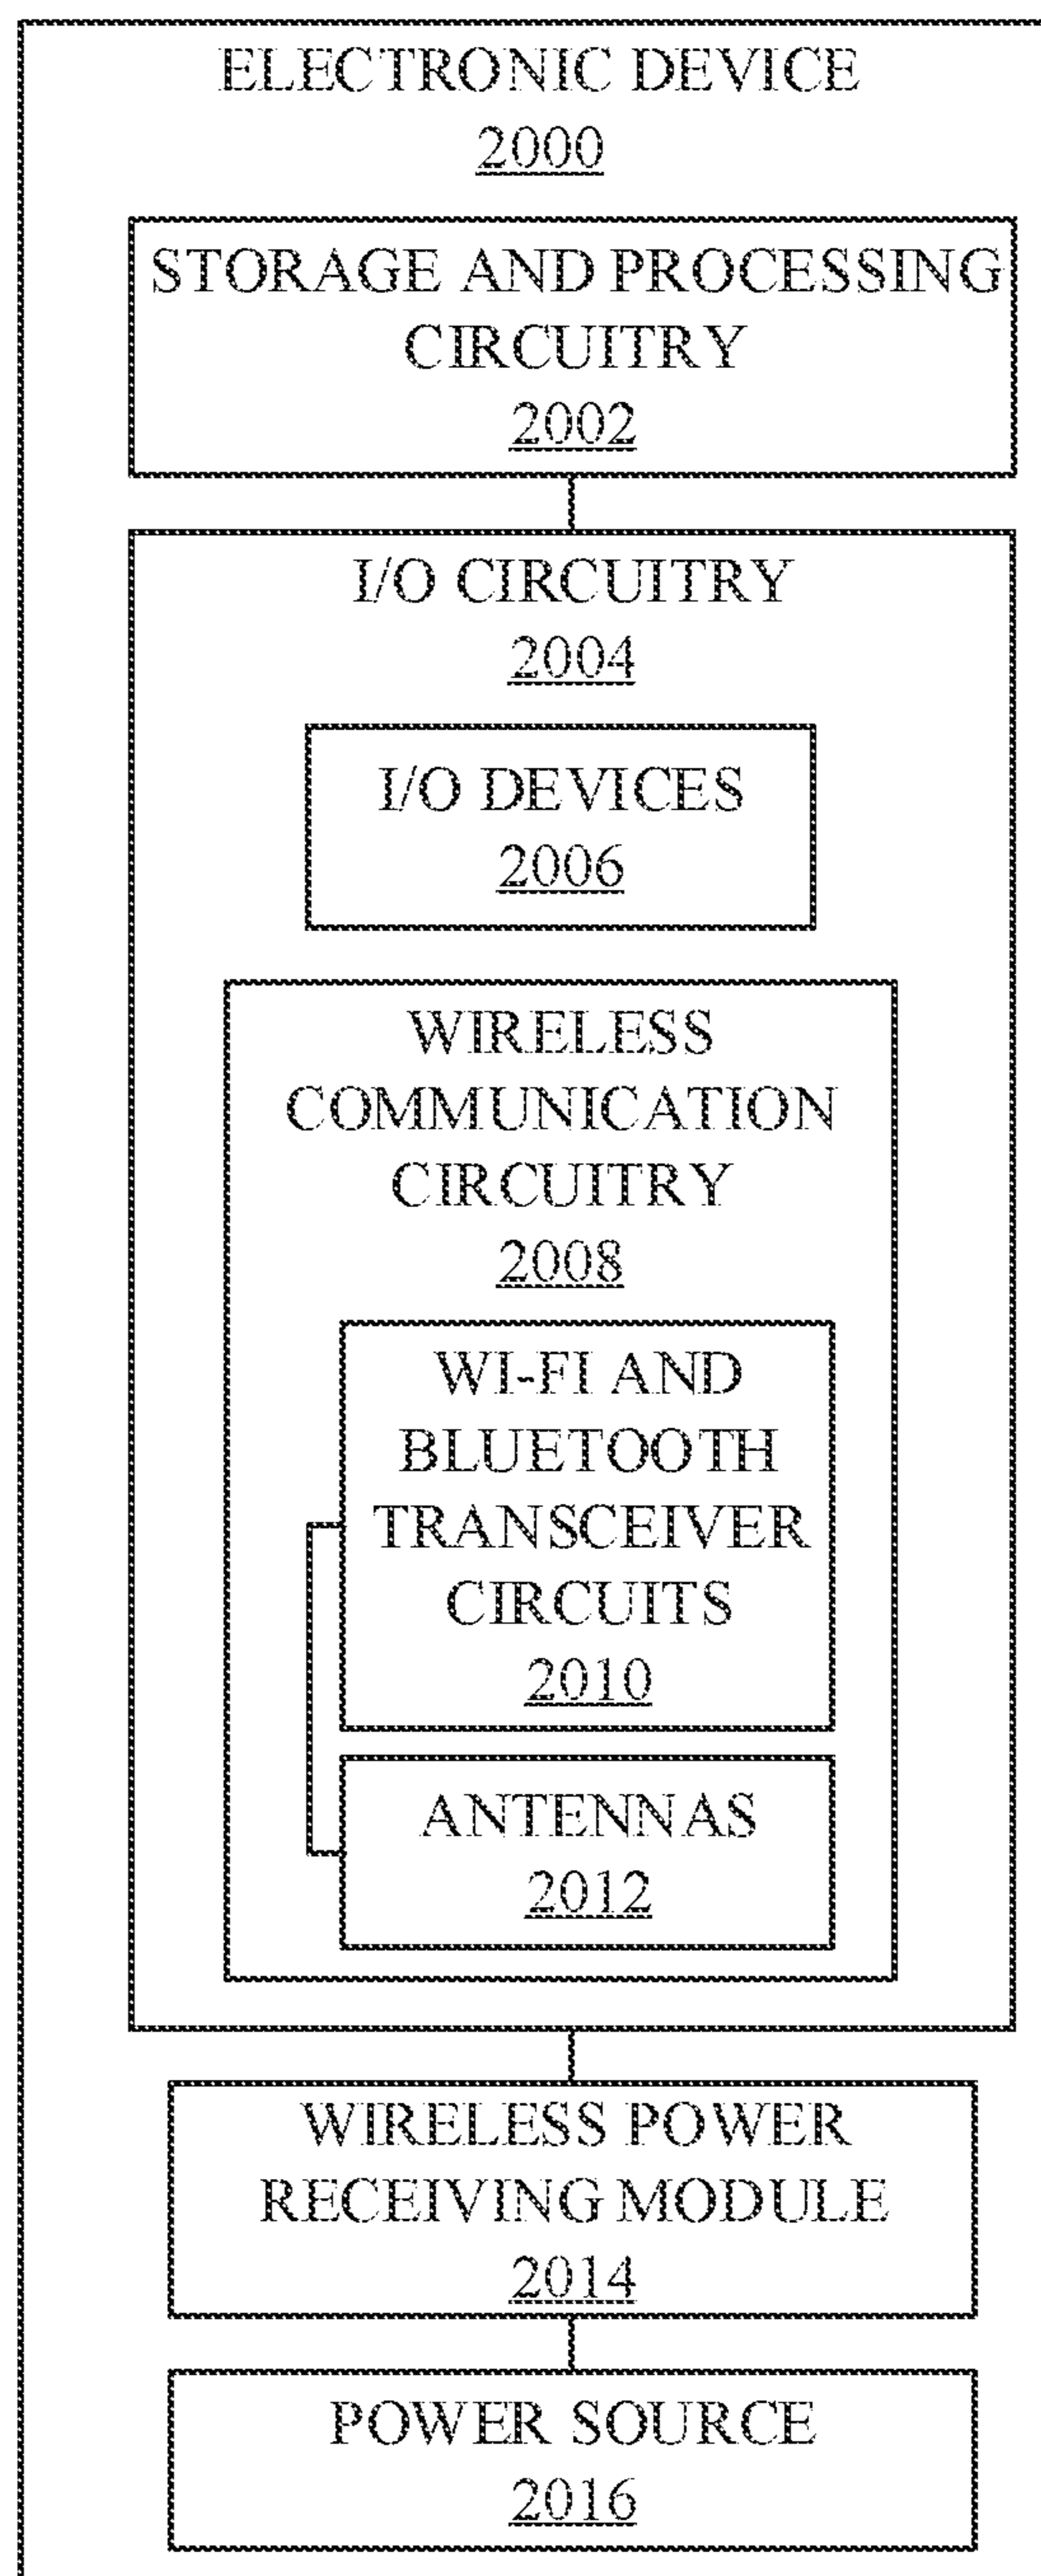 ELECTRONIC DEVICE
2000
STORAGE AND PROCESSING
CIRCUITRY
2002
I/O CIRCUITRY
2004
I/O DEVICES
2006
WIRELESS
COMMUNICATION
CIRCUITRY
2008
WI-FI AND
BLUETOOTH
TRANSCEIVER
CIRCUITS
2010
ANTENNAS
2012
WIRELESS POWER
RECEIVING MODULE
2014
POWER SOURCE
2016